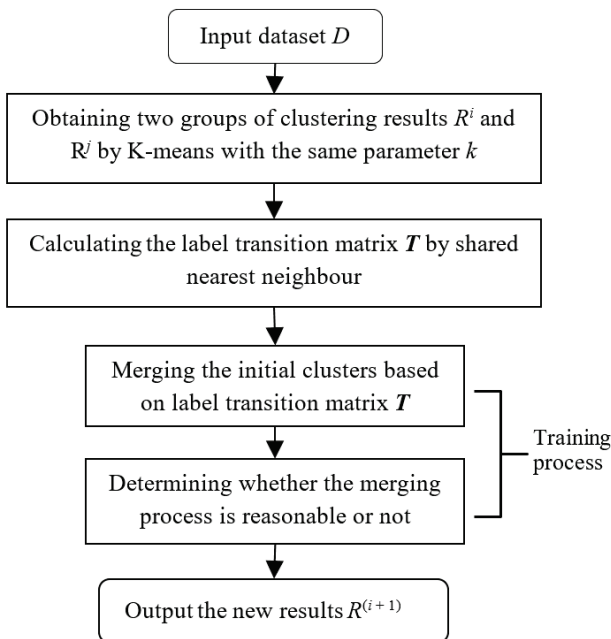 Input dataset D
Obtaining two groups of clustering results Rⁱ and
Rʲ by K-means with the same parameter k
Calculating the label transition matrix T by shared
nearest neighbour
Merging the initial clusters based
on label transition matrix T
Determining whether the merging
process is reasonable or not
Training
process
Output the new results R⁽ⁱ⁺¹⁾